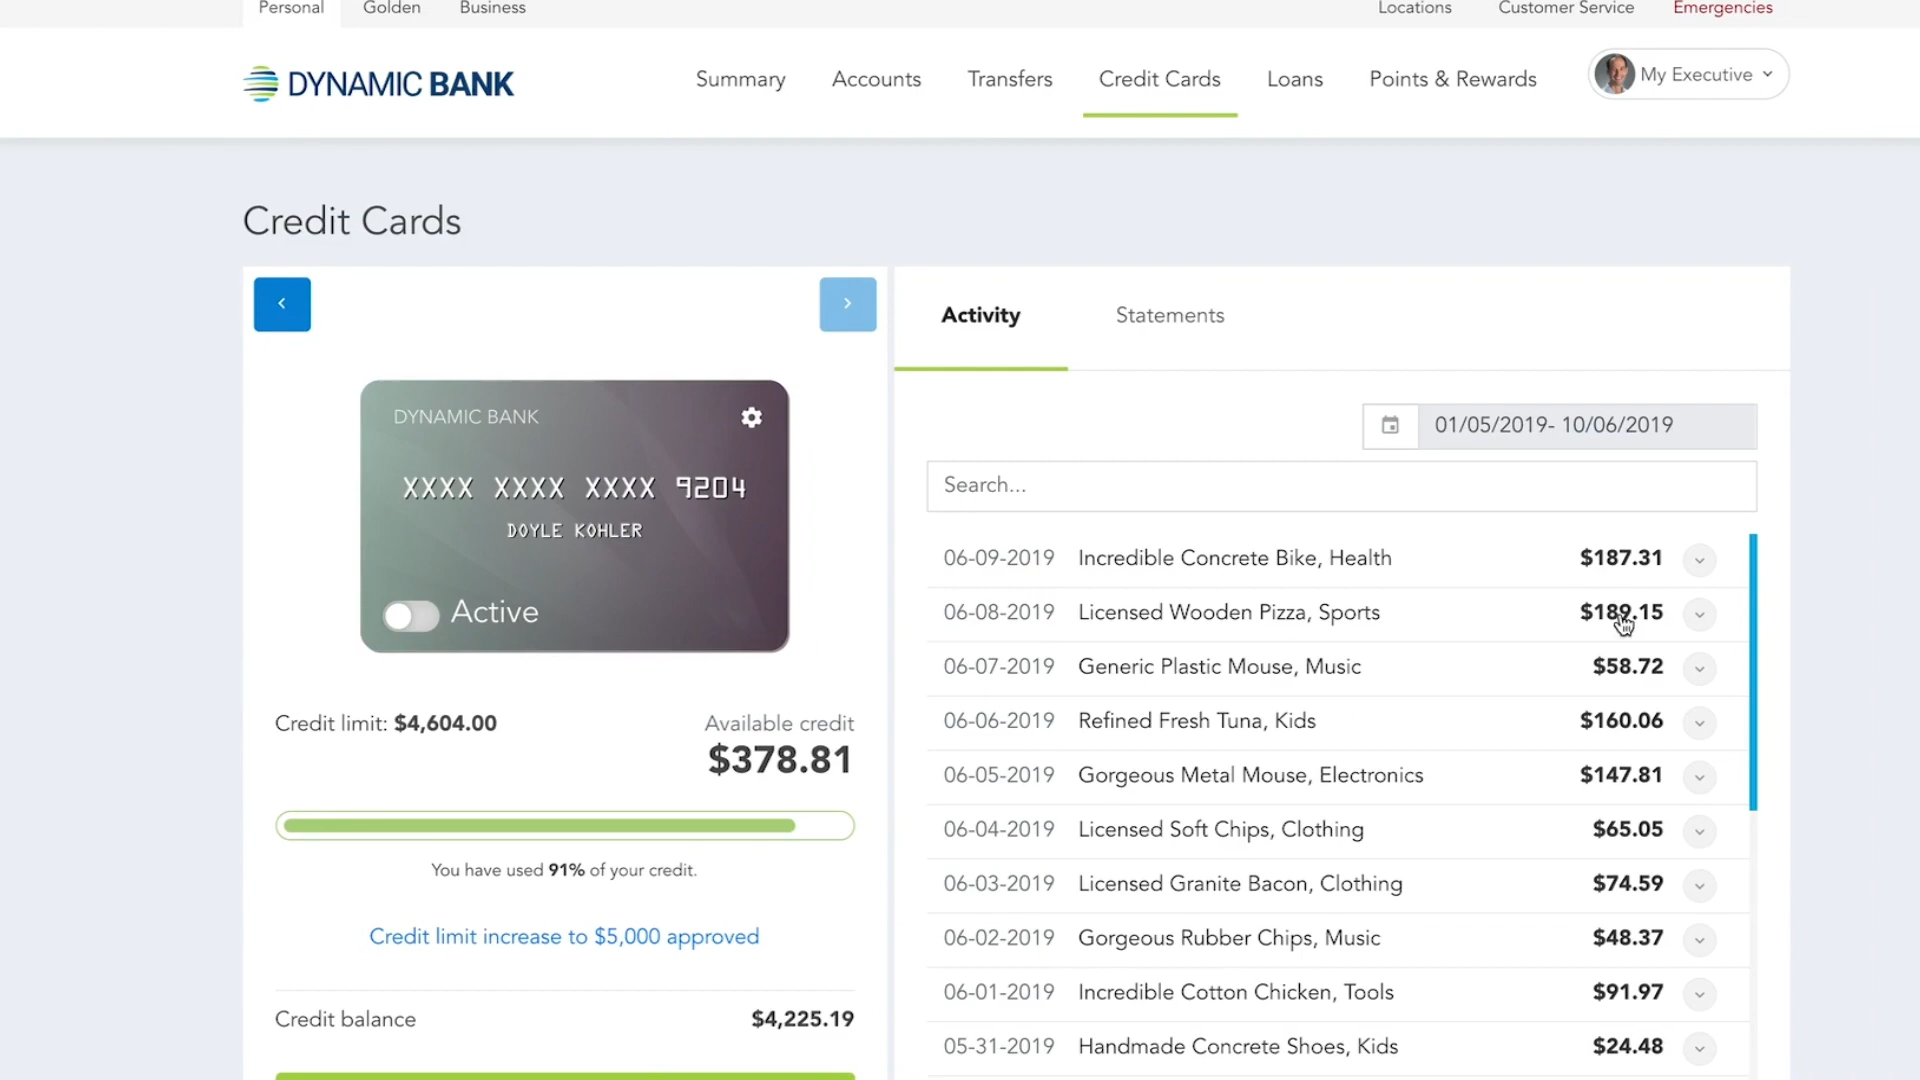 Personal Golden Business Locations Customer Service Emergencies
DYNAMIC BANK Summary Accounts Transfers Credit Cards Loans Points & Rewards My Executive
Credit Cards
Activity Statements
DYNAMIC BANK
XXXX XXXX XXXX 9204
DOYLE KOHLER
Active
Credit limit: $4,604.00 Available credit
$378.81
You have used 91% of your credit.
Credit limit increase to $5,000 approved
Credit balance $4,225.19
01/05/2019- 10/06/2019
Search...
06-09-2019 Incredible Concrete Bike, Health $187.31
06-08-2019 Licensed Wooden Pizza, Sports $189.15
06-07-2019 Generic Plastic Mouse, Music $58.72
06-06-2019 Refined Fresh Tuna, Kids $160.06
06-05-2019 Gorgeous Metal Mouse, Electronics $147.81
06-04-2019 Licensed Soft Chips, Clothing $65.05
06-03-2019 Licensed Granite Bacon, Clothing $74.59
06-02-2019 Gorgeous Rubber Chips, Music $48.37
06-01-2019 Incredible Cotton Chicken, Tools $91.97
05-31-2019 Handmade Concrete Shoes, Kids $24.48